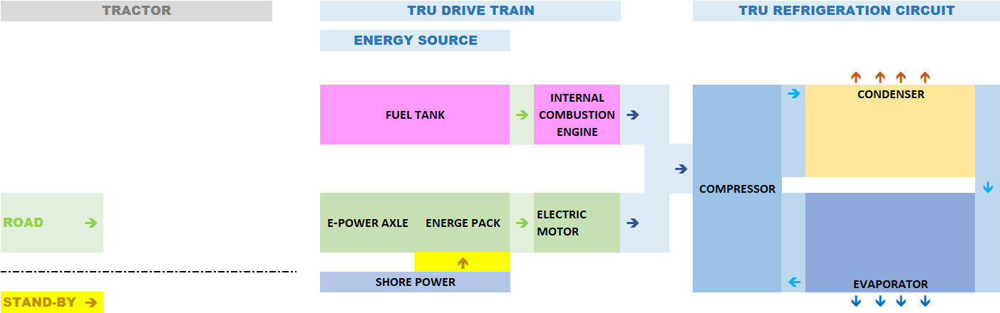 TRACTOR
TRU DRIVE TRAIN
TRU REFRIGERATION CIRCUIT
ENERGY SOURCE
FUEL TANK
INTERNAL
COMBUSTION
ENGINE
CONDENSER
COMPRESSOR
ROAD
E-POWER AXLE
ENERGE PACK
ELECTRIC
MOTOR
SHORE POWER
EVAPORATOR
STAND-BY